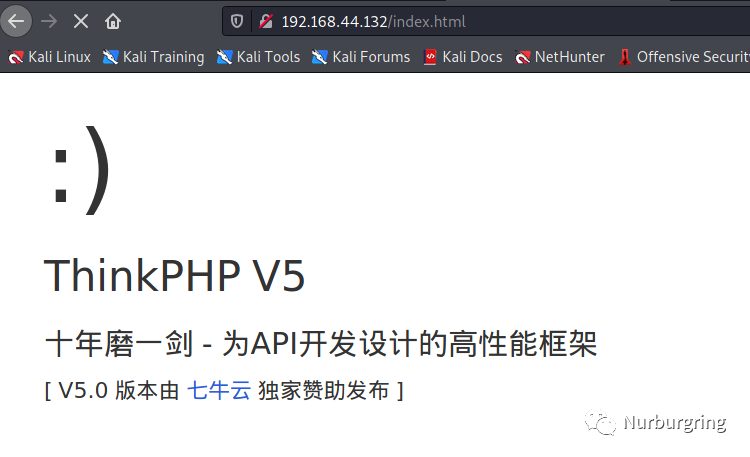 192.168.44.132/index.html
Kali Linux Kali Training Kali Tools Kali Forums Kali Docs NetHunter Offensive Securit
:)
ThinkPHP V5
十年磨一剑 - 为API开发设计的高性能框架
[ V5.0 版本由 七牛云 独家赞助发布 ]
Nurburgring